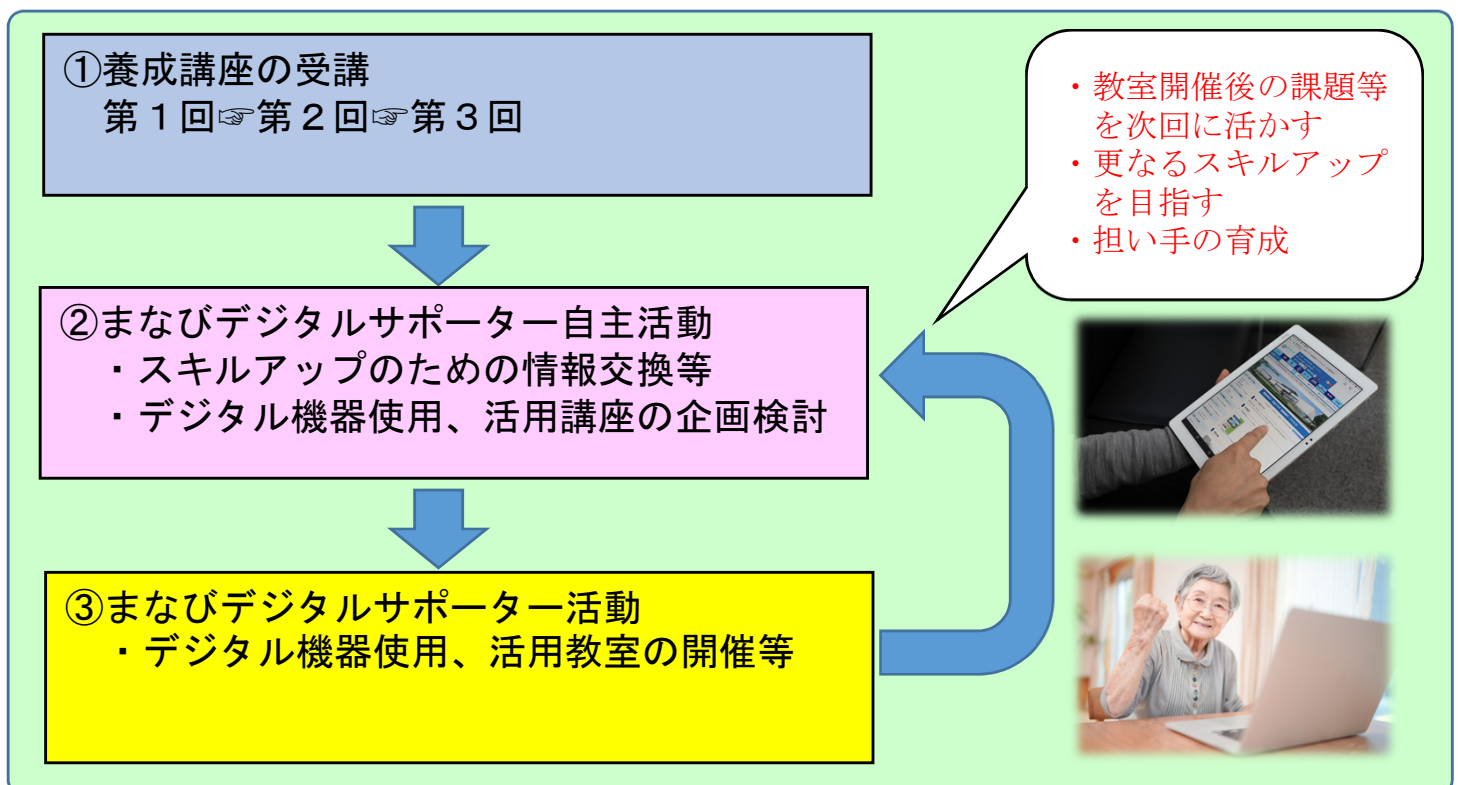 ①養成講座の受講
第１回☞第２回☞第３回
②まなびデジタルサポーター自主活動
・スキルアップのための情報交換等
・デジタル機器使用、活用講座の企画検討
③まなびデジタルサポーター活動
・デジタル機器使用、活用教室の開催等
・教室開催後の課題等
を次回に活かす
・更なるスキルアップ
を目指す
・担い手の育成